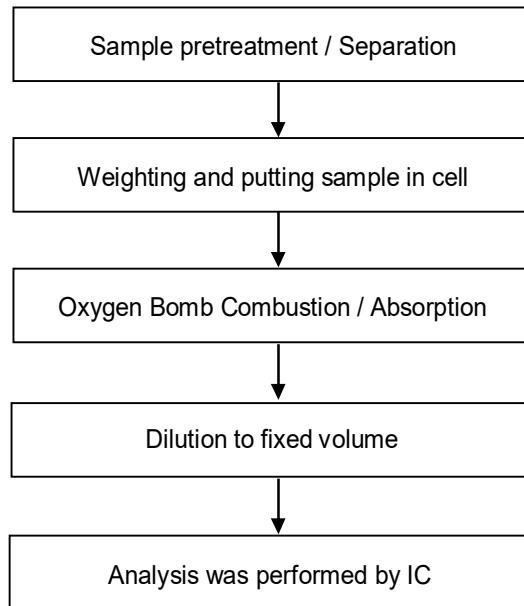 Sample pretreatment / Separation
Weighting and putting sample in cell
Oxygen Bomb Combustion / Absorption
Dilution to fixed volume
Analysis was performed by IC